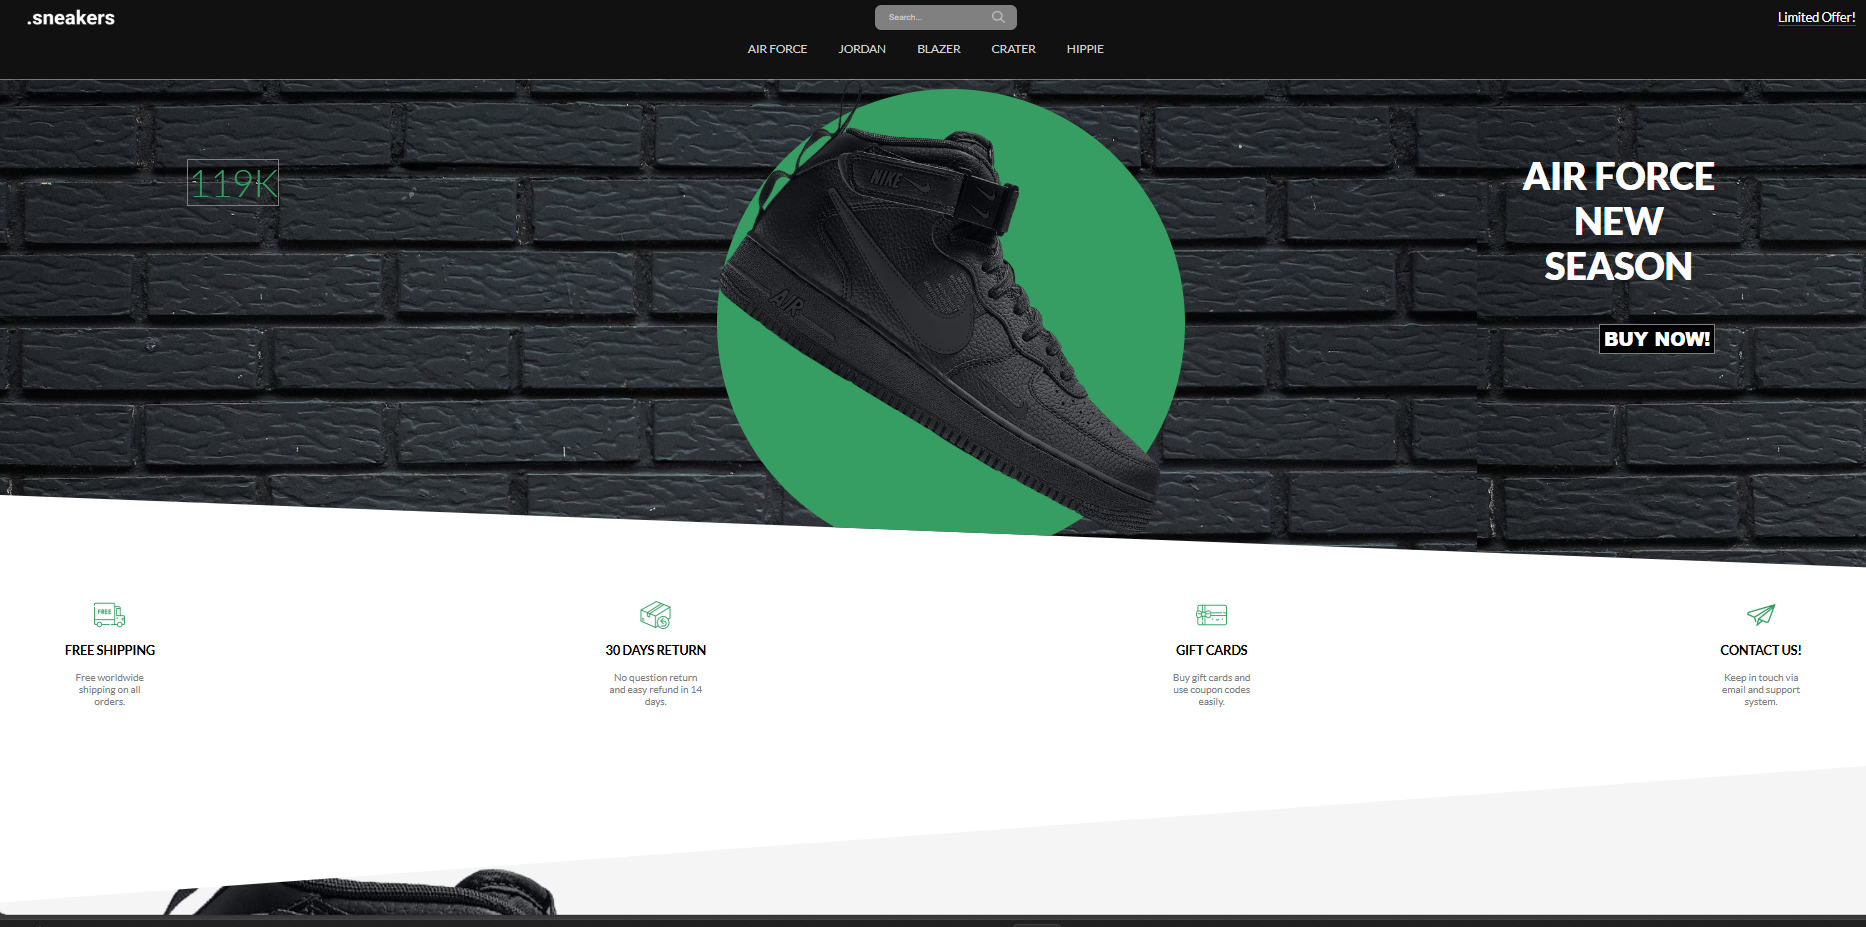 .sneakers
Search...
Limited Offer!
AIR FORCE
JORDAN
BLAZER
CRATER
HIPPIE
119K
NIKE
AIR
AIR FORCE
NEW
SEASON
BUY NOW!
FREE
FREE SHIPPING
Free worldwide
shipping on all
orders.
30 DAYS RETURN
No question return
and easy refund in 14
days.
GIFT CARDS
Buy gift cards and
use coupon codes
easily.
CONTACT US!
Keep in touch via
email and support
system.